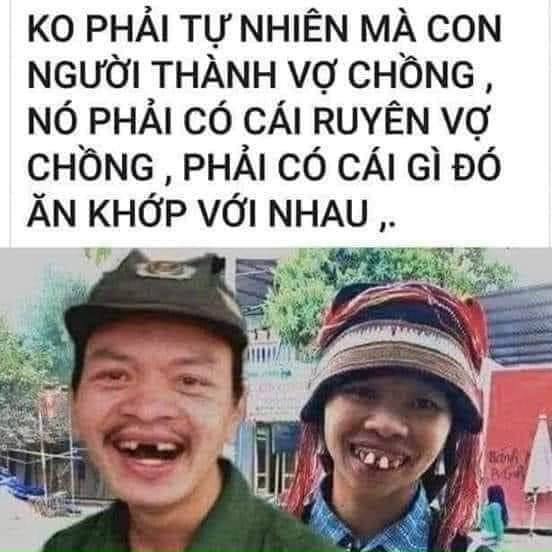 KO PHẢI TỰ NHIÊN MÀ CON
NGƯỜI THÀNH VỢ CHỒNG ,
NÓ PHẢI CÓ CÁI RUYÊN VỢ
CHỒNG , PHẢI CÓ CÁI GÌ ĐÓ
ĂN KHỚP VỚI NHAU ,.